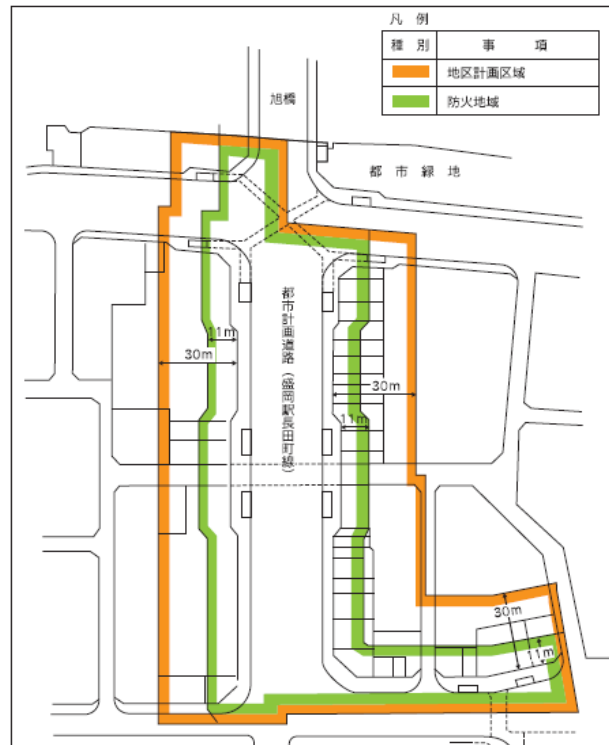 凡 例
種 別 事 項
地区計画区域
防火地域
旭橋
都 市 緑 地
都市計画道路(盛岡駅長田町線)
11m
30m
30m
11m
30m
11m